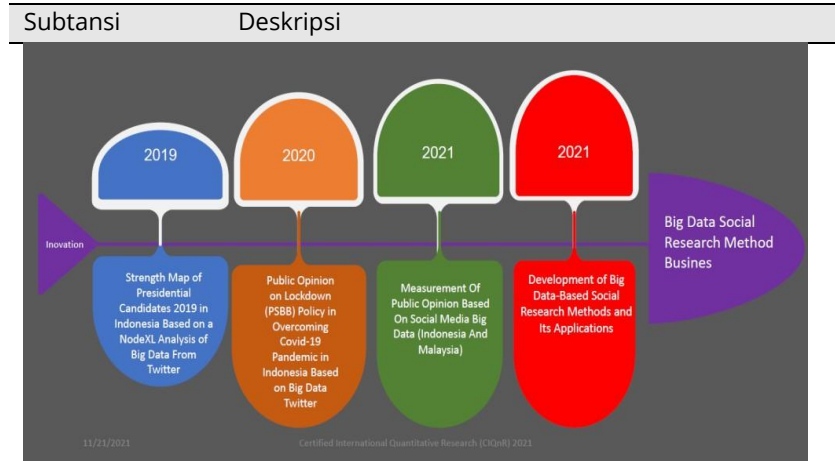 Subtansi Deskripsi
2019
2020
2021
2021
Inovation
Strength Map of
Presidential
Candidates 2019 in
Indonesia Based on a
NodeXL Analysis of
Big Data From
Twitter
Public Opinion
on Lockdown
(PSBB) Policy in
Overcoming
Covid-19
Pandemic in
Indonesia Based
on Big Data
Twitter
Measurement Of
Public Opinion Based
On Social Media Big
Data (Indonesia And
Malaysia)
Development of Big
Data-Based Social
Research Methods and
Its Applications
Big Data Social
Research Method
Busines
11/21/2021
Certified International Quantitative Research (CIQnR) 2021